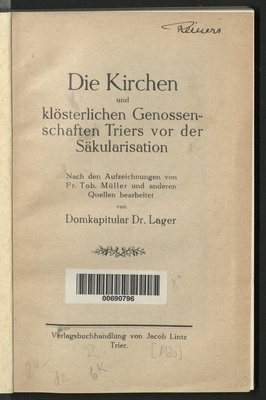 Reiners
Die Kirchen
und
klösterlichen Genossen-
schaften Triers vor der
Säkularisation
Nach den Aufzeichnungen von
Fr. Tob. Müller und anderen
Quellen bearbeitet
von
Domkapitular Dr. Lager
00690796
Verlagsbuchhandlung von Jacob Lintz
Trier.
[1920]